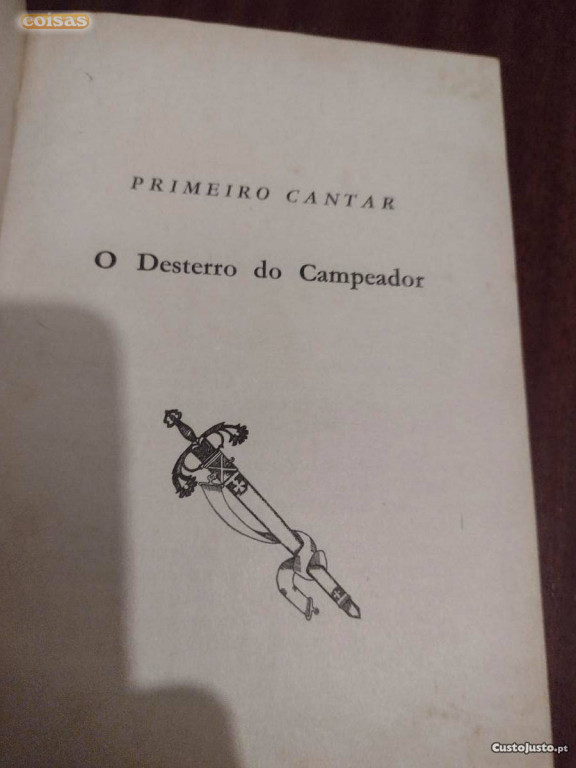 coisas
PRIMEIRO CANTAR
O Desterro do Campeador
CustoJusto.pt